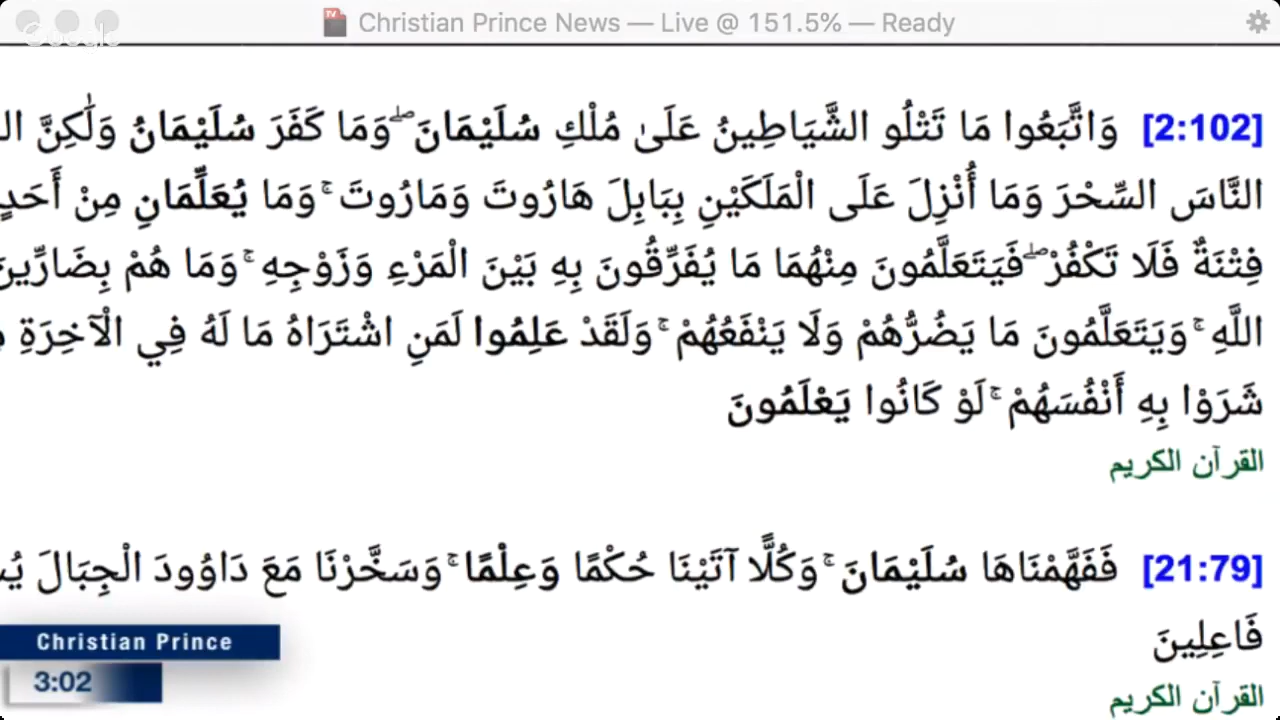 Christian Prince News — Live @ 151.5% — Ready
Google
[2:102] وَاتَّبَعُوا مَا تَتْلُو الشَّيَاطِينُ عَلَىٰ مُلْكِ سُلَيْمَانَ ۖ وَمَا كَفَرَ سُلَيْمَانُ وَلَٰكِنَّ
النَّاسَ السِّحْرَ وَمَا أُنْزِلَ عَلَى الْمَلَكَيْنِ بِبَابِلَ هَارُوتَ وَمَارُوتَ ۚ وَمَا يُعَلِّمَانِ مِنْ أَحَدٍ
فِتْنَةٌ فَلَا تَكْفُرْ ۖ فَيَتَعَلَّمُونَ مِنْهُمَا مَا يُفَرِّقُونَ بِهِ بَيْنَ الْمَرْءِ وَزَوْجِهِ ۚ وَمَا هُمْ بِضَارِّينَ
اللَّهِ ۚ وَيَتَعَلَّمُونَ مَا يَضُرُّهُمْ وَلَا يَنْفَعُهُمْ ۚ وَلَقَدْ عَلِمُوا لَمَنِ اشْتَرَاهُ مَا لَهُ فِي الْآخِرَةِ
شَرَوْا بِهِ أَنْفُسَهُمْ ۚ لَوْ كَانُوا يَعْلَمُونَ
القرآن الكريم
[21:79] فَفَهَّمْنَاهَا سُلَيْمَانَ ۚ وَكُلًّا آتَيْنَا حُكْمًا وَعِلْمًا ۚ وَسَخَّرْنَا مَعَ دَاوُودَ الْجِبَالَ
فَاعِلِينَ
القرآن الكريم
Christian Prince
3:02